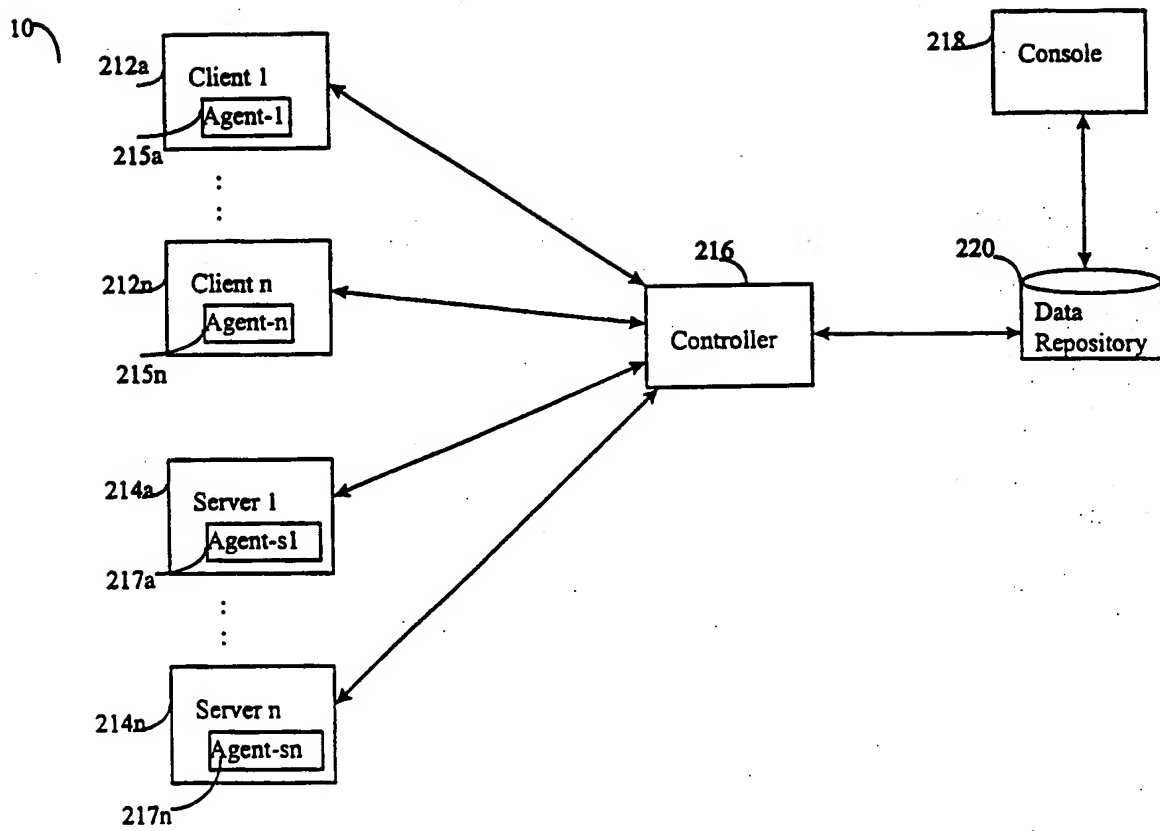 10
212a
Client 1
Agent-1
215a
212n
Client n
Agent-n
215n
214a
Server 1
Agent-s1
217a
214n
Server n
Agent-sn
217n
216
Controller
218
Console
220
Data
Repository